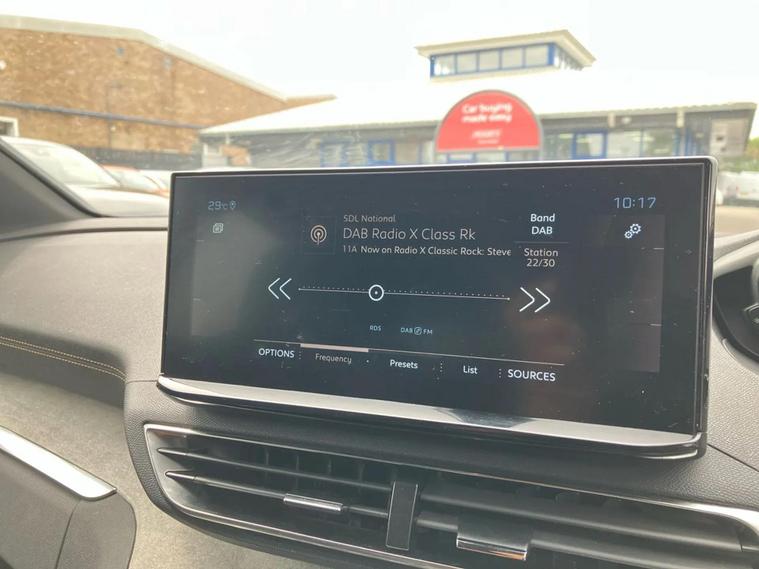 Car buying
made easy
29°C
10:17
SDL National
DAB Radio X Class Rk
11A Now on Radio X Classic Rock: Steve
Band
DAB
Station
22/30
RDS
DAB FM
OPTIONS
Frequency
Presets
List
SOURCES